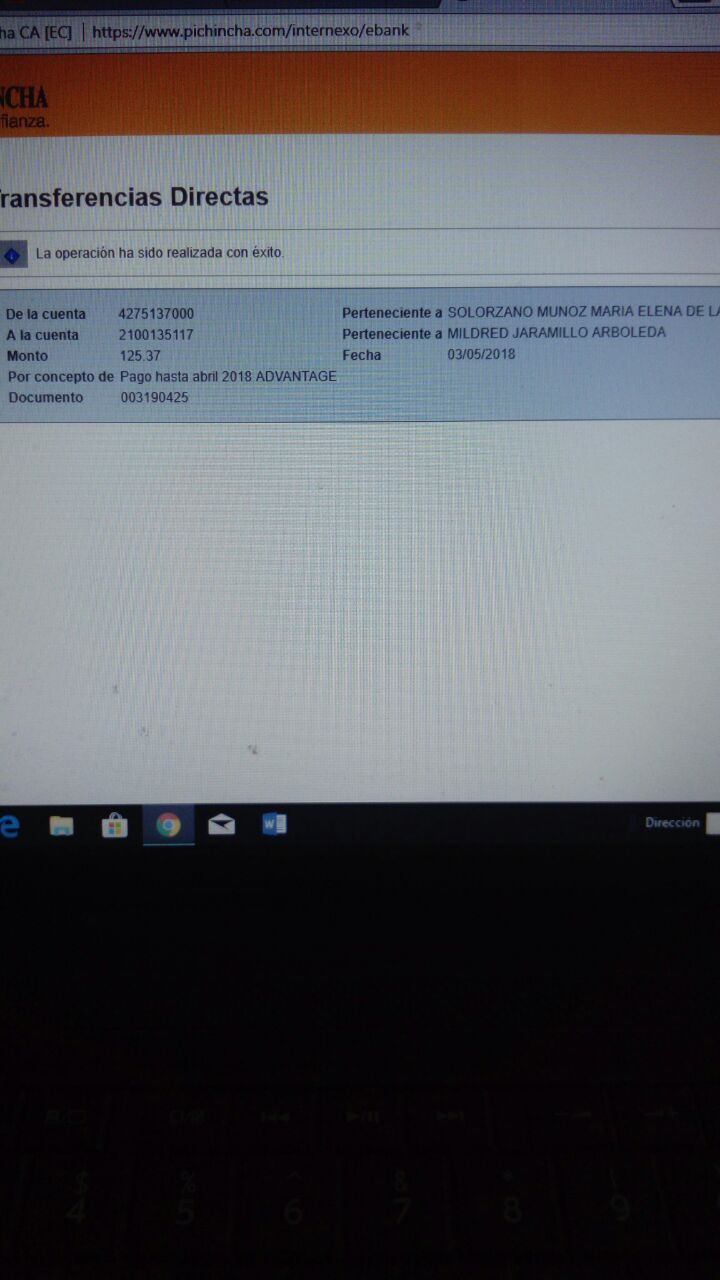 ha CA [EC] | https://www.pichincha.com/internexo/ebank
NCHA
fianza.
Transferencias Directas
La operación ha sido realizada con éxito.
De la cuenta 4275137000 Perteneciente a SOLORZANO MUNOZ MARIA ELENA DE LA
A la cuenta 2100135117 Perteneciente a MILDRED JARAMILLO ARBOLEDA
Monto 125.37 Fecha 03/05/2018
Por concepto de Pago hasta abril 2018 ADVANTAGE
Documento 003190425
Dirección
$ % ^ & * (
4 5 6 7 8 9